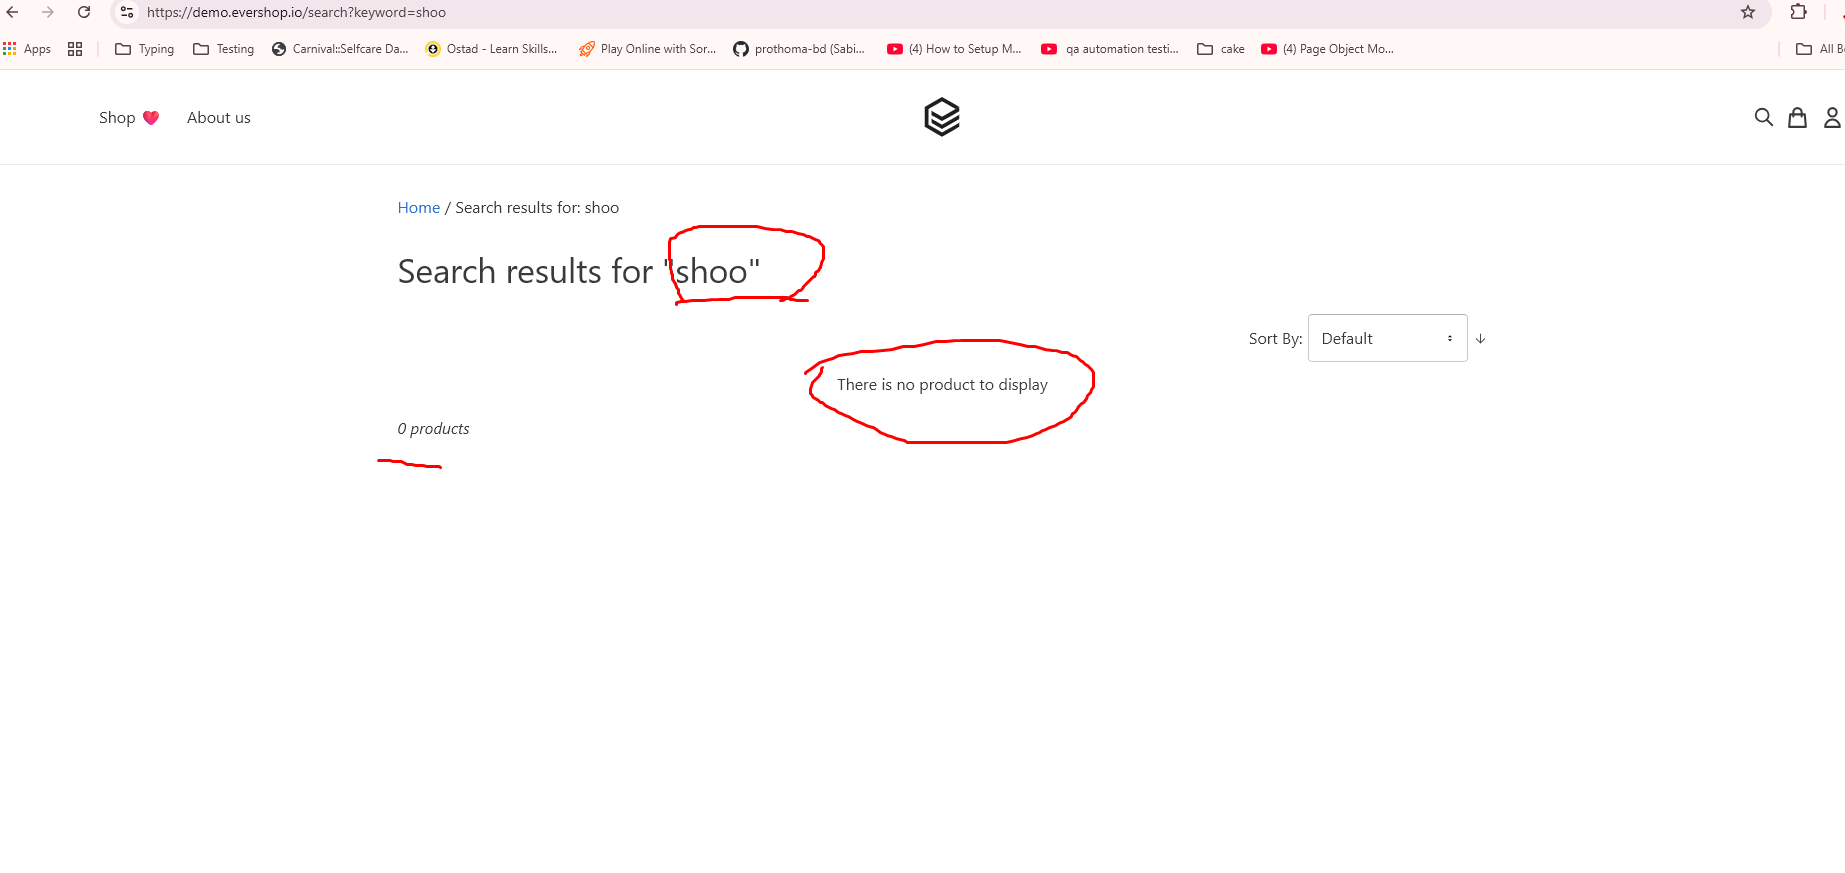 https://demo.evershop.io/search?keyword=shoo
Apps Typing Testing Carnival::Selfcare Da... Ostad - Learn Skills... Play Online with Sor... prothoma-bd (Sabi... (4) How to Setup M... qa automation testi... cake (4) Page Object Mo... All B
Shop About us
Home / Search results for: shoo
Search results for "shoo"
Sort By: Default
There is no product to display
0 products